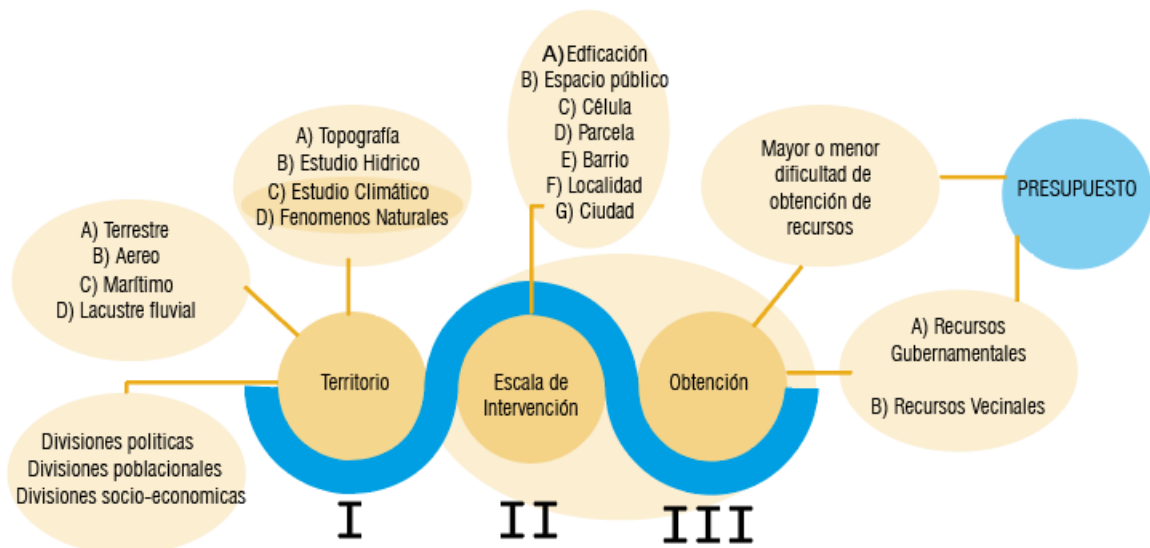 A) Terrestre
B) Aereo
C) Marítimo
D) Lacustre fluvial
A) Topografía
B) Estudio Hidrico
C) Estudio Climático
D) Fenomenos Naturales
A) Edficación
B) Espacio público
C) Célula
D) Parcela
E) Barrio
F) Localidad
G) Ciudad
Mayor o menor
dificultad de
obtención de
recursos
PRESUPUESTO
A) Recursos
Gubernamentales
B) Recursos Vecinales
Territorio
Escala de
Intervención
Obtención
Divisiones politicas
Divisiones poblacionales
Divisiones socio-economicas
I
II
III